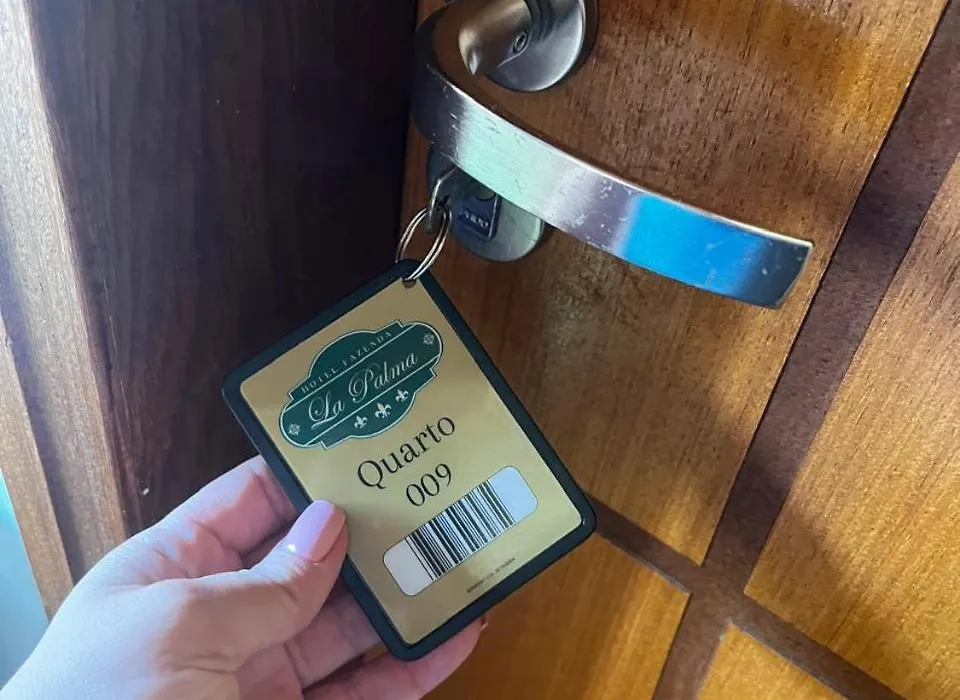 HOTEL FAZENDA
La Palma
Quarto
009